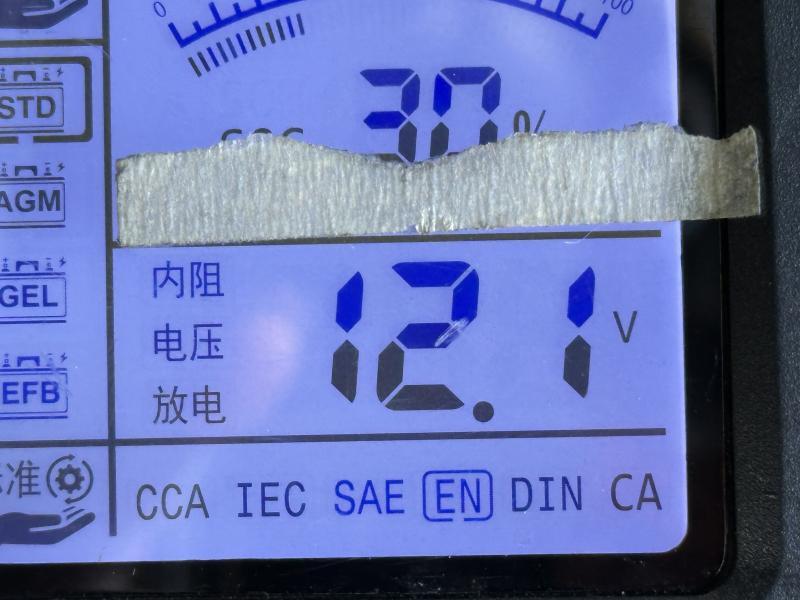 0
30%
STD
AGM
GEL
EFB
内阻
电压
放电
12.1 V
准
CCA IEC SAE EN DIN CA